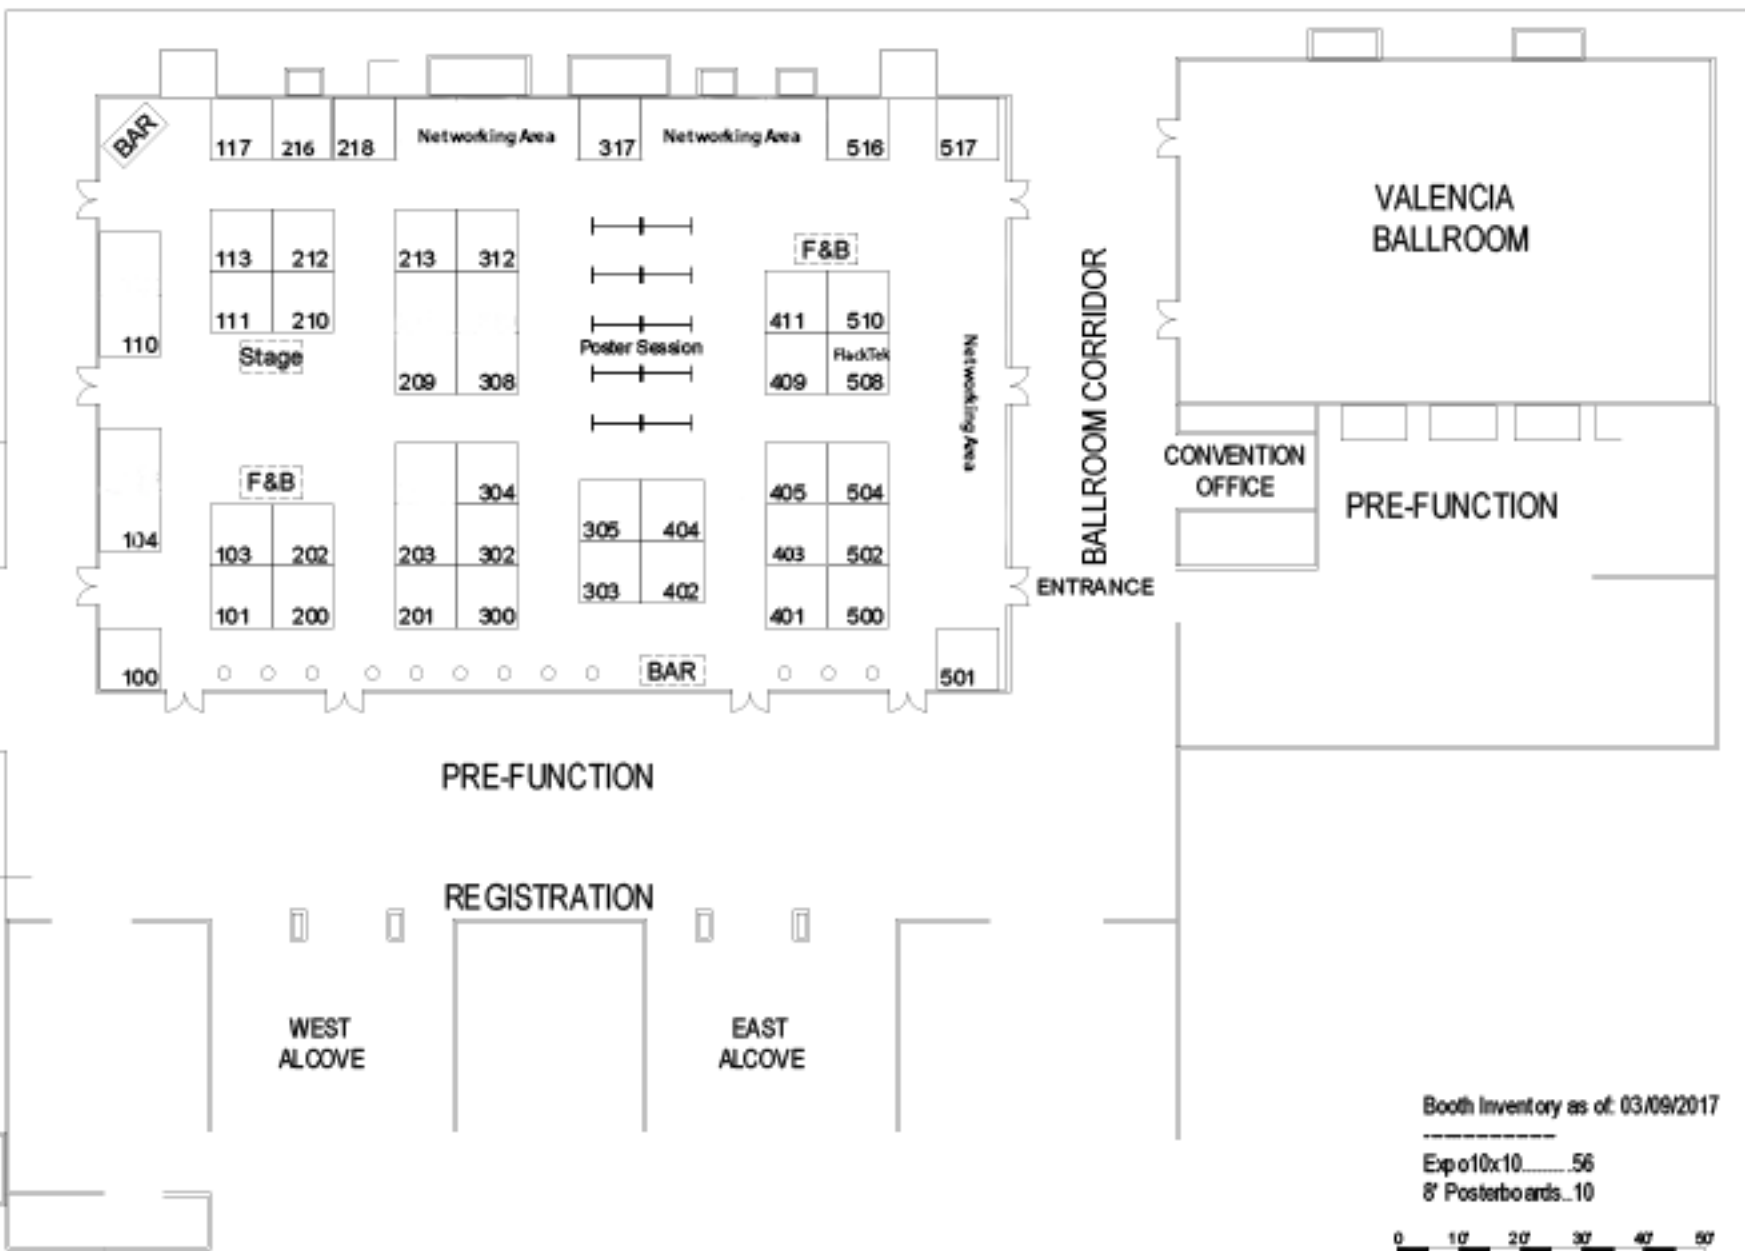 BAR
117 216 218 Networking Area 317 Networking Area 516 517
VALENCIA
BALLROOM
113 212 213 312 F&B
111 210 411 510
110 Stage Poster Session FlackTek
209 308 409 508
Networking Area
BALLROOM CORRIDOR
CONVENTION
OFFICE
PRE-FUNCTION
F&B 304 405 504
104 103 202 203 302 305 404 403 502
101 200 201 300 303 402 401 500
ENTRANCE
100 BAR 501
PRE-FUNCTION
REGISTRATION
WEST
ALCOVE
EAST
ALCOVE
Booth Inventory as of: 03/09/2017
------------
Expo10x10.........56
8' Posterboards...10
0 10' 20' 30' 40' 50'